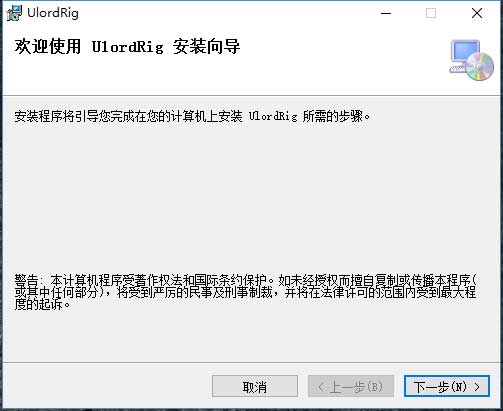 UlordRig
欢迎使用 UlordRig 安装向导
安装程序将引导您完成在您的计算机上安装 UlordRig 所需的步骤。
警告: 本计算机程序受著作权法和国际条约保护。如未经授权而擅自复制或传播本程序(
或其中任何部分)，将受到严厉的民事及刑事制裁，并将在法律许可的范围内受到最大程
度的起诉。
取消
< 上一步(B)
下一步(N) >